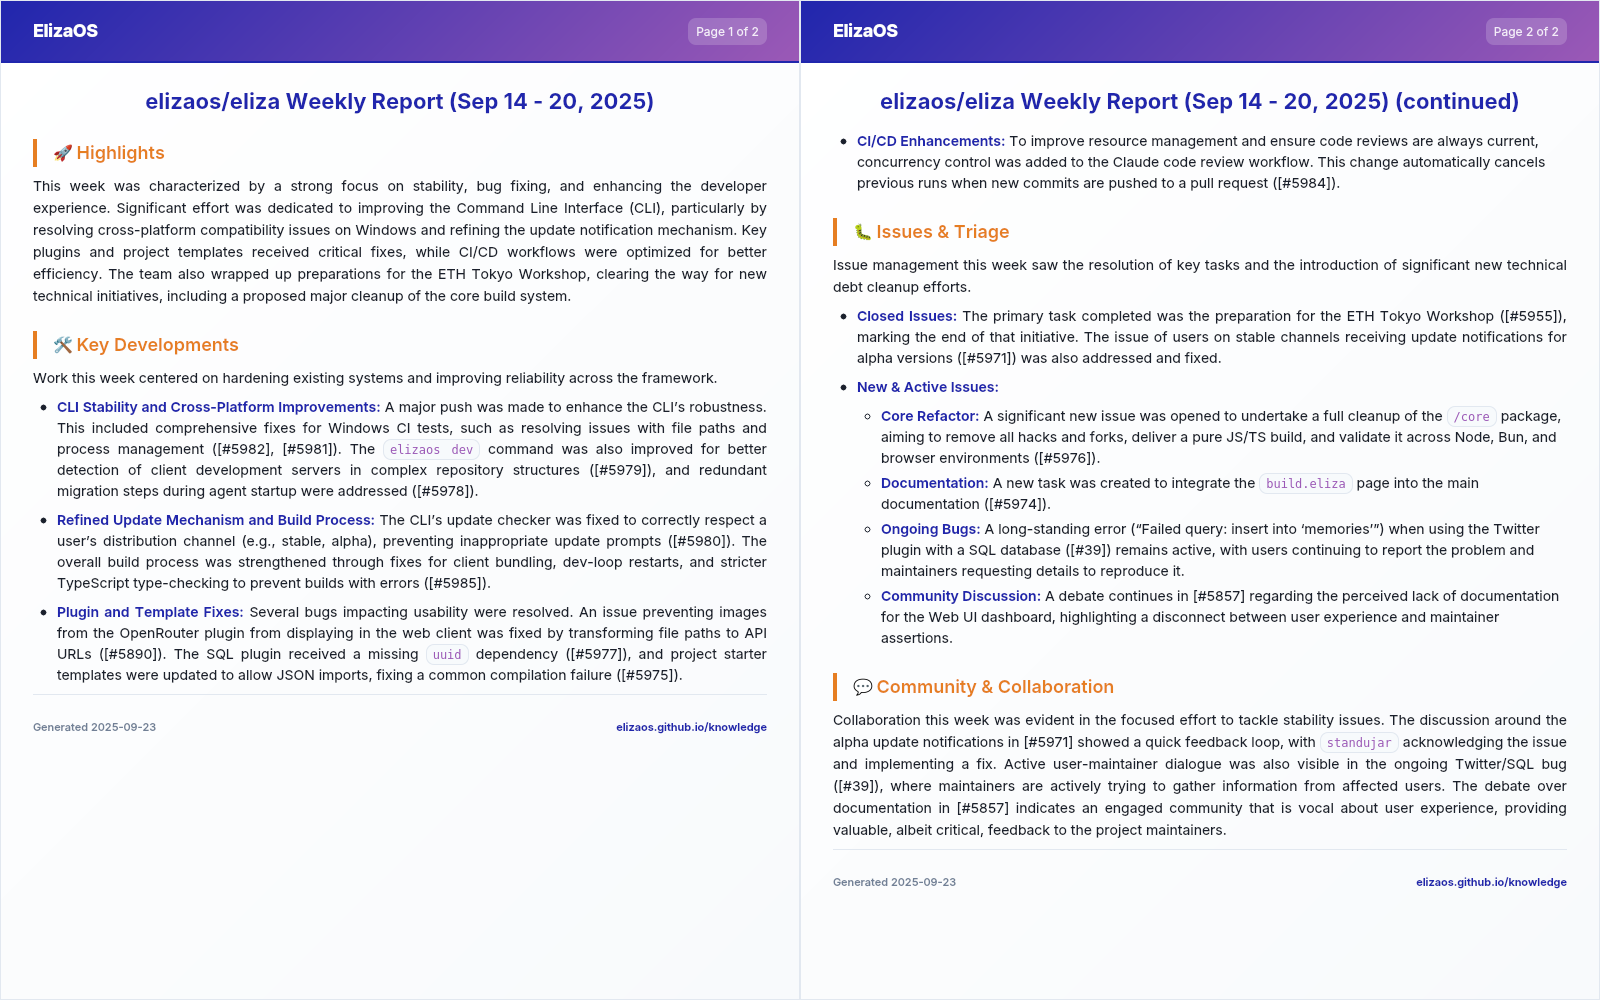 ElizaOS
Page 1 of 2
elizaos/eliza Weekly Report (Sep 14 - 20, 2025)
🚀 Highlights
This week was characterized by a strong focus on stability, bug fixing, and enhancing the developer
experience. Significant effort was dedicated to improving the Command Line Interface (CLI), particularly by
resolving cross-platform compatibility issues on Windows and refining the update notification mechanism. Key
plugins and project templates received critical fixes, while CI/CD workflows were optimized for better
efficiency. The team also wrapped up preparations for the ETH Tokyo Workshop, clearing the way for new
technical initiatives, including a proposed major cleanup of the core build system.
🛠️ Key Developments
Work this week centered on hardening existing systems and improving reliability across the framework.
• CLI Stability and Cross-Platform Improvements: A major push was made to enhance the CLI’s robustness.
This included comprehensive fixes for Windows CI tests, such as resolving issues with file paths and
process management ([#5982], [#5981]). The elizaos dev command was also improved for better
detection of client development servers in complex repository structures ([#5979]), and redundant
migration steps during agent startup were addressed ([#5978]).
• Refined Update Mechanism and Build Process: The CLI’s update checker was fixed to correctly respect a
user’s distribution channel (e.g., stable, alpha), preventing inappropriate update prompts ([#5980]). The
overall build process was strengthened through fixes for client bundling, dev-loop restarts, and stricter
TypeScript type-checking to prevent builds with errors ([#5985]).
• Plugin and Template Fixes: Several bugs impacting usability were resolved. An issue preventing images
from the OpenRouter plugin from displaying in the web client was fixed by transforming file paths to API
URLs ([#5890]). The SQL plugin received a missing uuid dependency ([#5977]), and project starter
templates were updated to allow JSON imports, fixing a common compilation failure ([#5975]).
Generated 2025-09-23
elizaos.github.io/knowledge
ElizaOS
Page 2 of 2
elizaos/eliza Weekly Report (Sep 14 - 20, 2025) (continued)
• CI/CD Enhancements: To improve resource management and ensure code reviews are always current,
concurrency control was added to the Claude code review workflow. This change automatically cancels
previous runs when new commits are pushed to a pull request ([#5984]).
🐛 Issues & Triage
Issue management this week saw the resolution of key tasks and the introduction of significant new technical
debt cleanup efforts.
• Closed Issues: The primary task completed was the preparation for the ETH Tokyo Workshop ([#5955]),
marking the end of that initiative. The issue of users on stable channels receiving update notifications for
alpha versions ([#5971]) was also addressed and fixed.
• New & Active Issues:
◦ Core Refactor: A significant new issue was opened to undertake a full cleanup of the /core package,
aiming to remove all hacks and forks, deliver a pure JS/TS build, and validate it across Node, Bun, and
browser environments ([#5976]).
◦ Documentation: A new task was created to integrate the build.eliza page into the main
documentation ([#5974]).
◦ Ongoing Bugs: A long-standing error (“Failed query: insert into ‘memories’”) when using the Twitter
plugin with a SQL database ([#39]) remains active, with users continuing to report the problem and
maintainers requesting details to reproduce it.
◦ Community Discussion: A debate continues in [#5857] regarding the perceived lack of documentation
for the Web UI dashboard, highlighting a disconnect between user experience and maintainer
assertions.
💬 Community & Collaboration
Collaboration this week was evident in the focused effort to tackle stability issues. The discussion around the
alpha update notifications in [#5971] showed a quick feedback loop, with standujar acknowledging the issue
and implementing a fix. Active user-maintainer dialogue was also visible in the ongoing Twitter/SQL bug
([#39]), where maintainers are actively trying to gather information from affected users. The debate over
documentation in [#5857] indicates an engaged community that is vocal about user experience, providing
valuable, albeit critical, feedback to the project maintainers.
Generated 2025-09-23
elizaos.github.io/knowledge